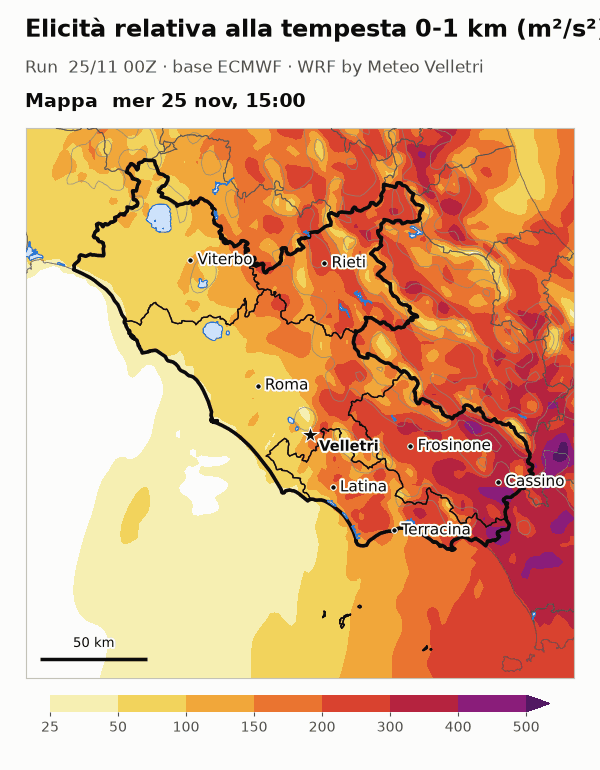 Elicità relativa alla tempesta 0-1 km (m²/s²)
Run 25/11 00Z · base ECMWF · WRF by Meteo Velletri
Mappa mer 25 nov, 15:00
Viterbo
Rieti
Roma
Velletri
Frosinone
Latina
Cassino
Terracina
50 km
25 50 100 150 200 300 400 500